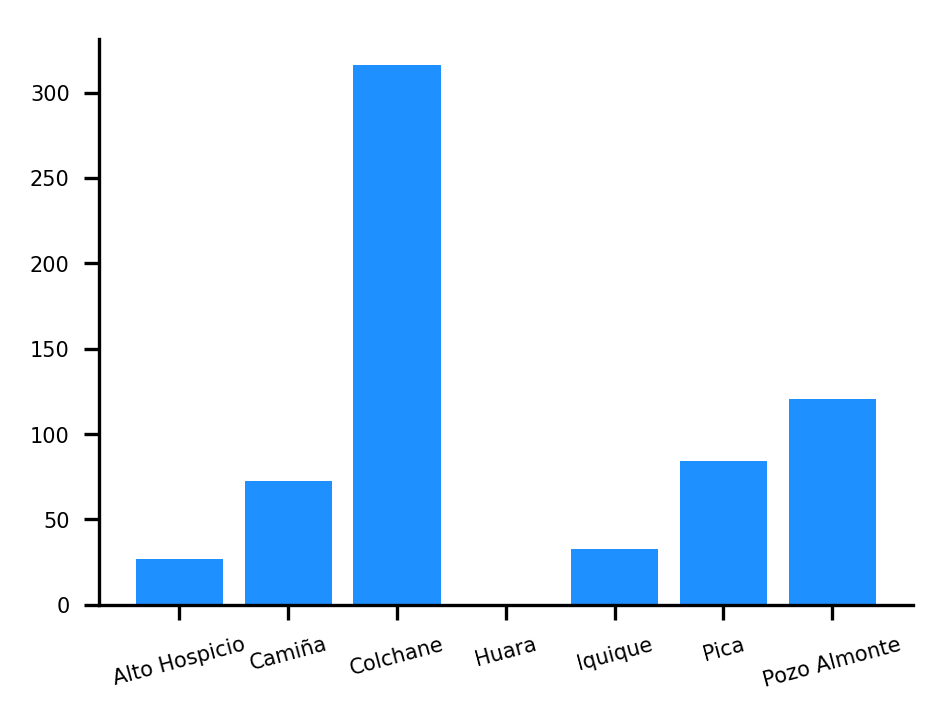 300
250
200
150
100
50
0
Alto Hospicio
Camiña
Colchane
Huara
Iquique
Pica
Pozo Almonte